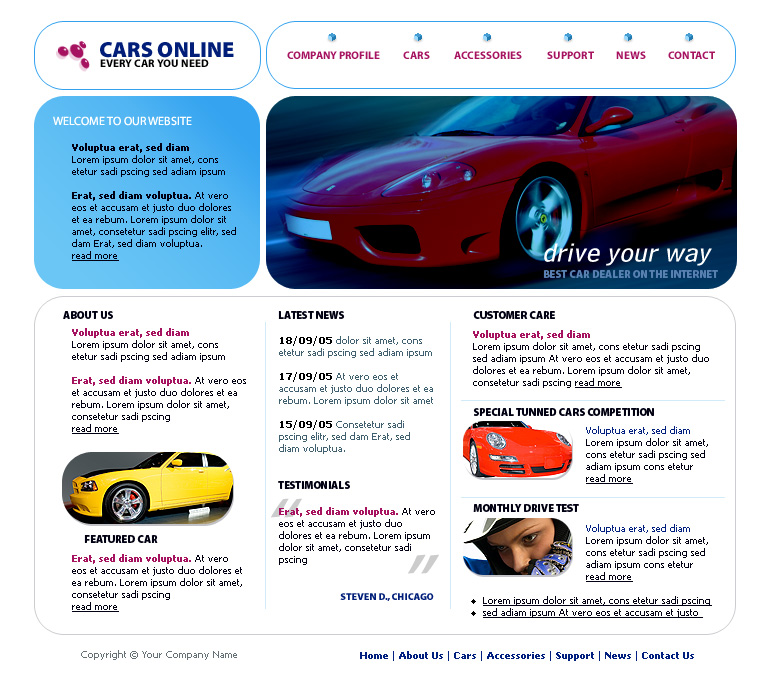 CARS ONLINE
EVERY CAR YOU NEED
COMPANY PROFILE CARS ACCESSORIES SUPPORT NEWS CONTACT
WELCOME TO OUR WEBSITE
Voluptua erat, sed diam
Lorem ipsum dolor sit amet, cons
etetur sadi pscing sed adiam ipsum
Erat, sed diam voluptua. At vero
eos et accusam et justo duo dolores
et ea rebum. Lorem ipsum dolor sit
amet, consetetur sadi pscing elitr, sed
dam Erat, sed diam voluptua.
read more
drive your way
BEST CAR DEALER ON THE INTERNET
ABOUT US
Voluptua erat, sed diam
Lorem ipsum dolor sit amet, cons
etetur sadi pscing sed adiam ipsum
Erat, sed diam voluptua. At vero eos
et accusam et justo duo dolores et ea
rebum. Lorem ipsum dolor sit amet,
consetetur sadi pscing
read more
FEATURED CAR
Erat, sed diam voluptua. At vero
eos et accusam et justo duo dolores et
ea rebum. Lorem ipsum dolor sit amet,
consetetur sadi pscing
read more
LATEST NEWS
18/09/05 dolor sit amet, cons
etetur sadi pscing sed adiam ipsum
17/09/05 At vero eos et
accusam et justo duo dolores et ea
rebum. Lorem ipsum dolor sit amet
15/09/05 Consetetur sadi
pscing elitr, sed dam Erat, sed
diam voluptua.
TESTIMONIALS
"
Erat, sed diam voluptua. At vero
eos et accusam et justo duo
dolores et ea rebum. Lorem ipsum
dolor sit amet, consetetur sadi
pscing
"
STEVEN D., CHICAGO
CUSTOMER CARE
Voluptua erat, sed diam
Lorem ipsum dolor sit amet, cons etetur sadi pscing
sed adiam ipsum At vero eos et accusam et justo duo
dolores et ea rebum. Lorem ipsum dolor sit amet,
consetetur sadi pscing read more
SPECIAL TUNNED CARS COMPETITION
Voluptua erat, sed diam
Lorem ipsum dolor sit amet,
cons etetur sadi pscing sed
adiam ipsum cons etetur
read more
MONTHLY DRIVE TEST
Voluptua erat, sed diam
Lorem ipsum dolor sit amet,
cons etetur sadi pscing sed
adiam ipsum cons etetur
read more
Lorem ipsum dolor sit amet, cons etetur sadi pscing
sed adiam ipsum At vero eos et accusam et justo
Copyright © Your Company Name
Home | About Us | Cars | Accessories | Support | News | Contact Us